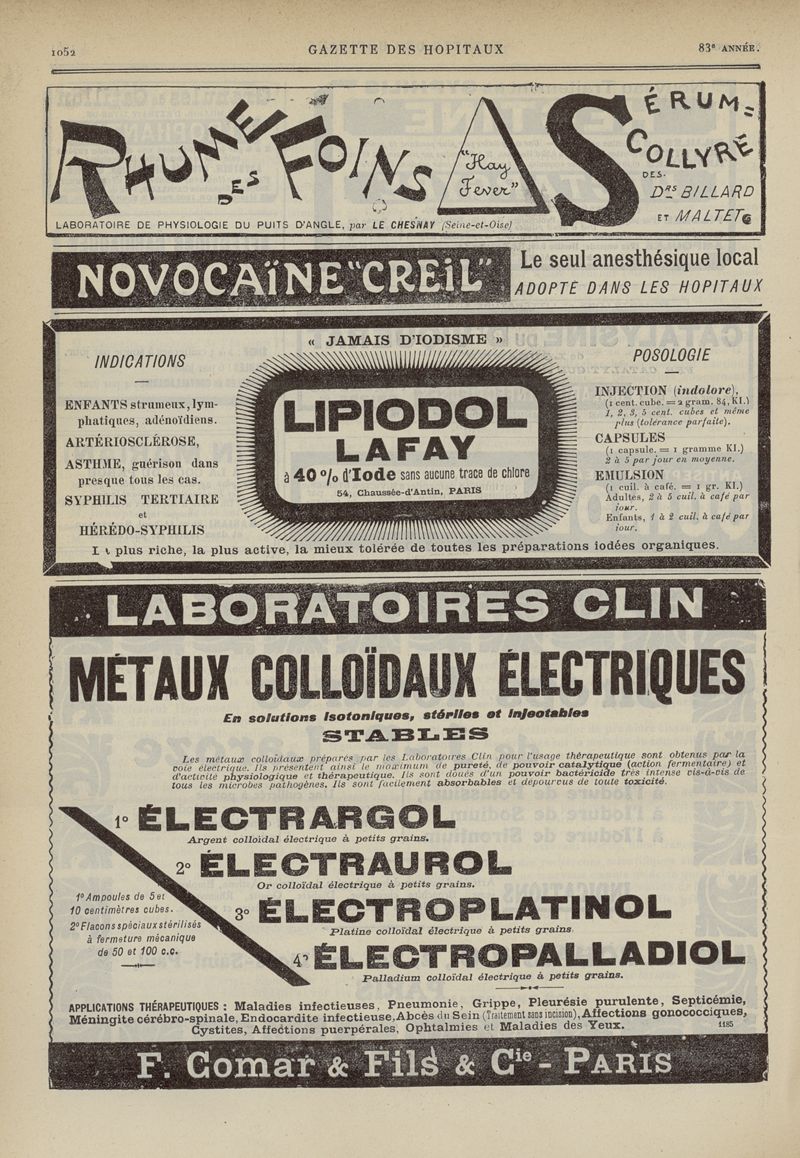 1052
GAZETTE DES HOPITAUX
83e ANNÉE.
RHUME DES FOINS
"Hay Fever"
SÉRUM=
COLLYRE
DES
Drs BILLARD
ET MALTET
LABORATOIRE DE PHYSIOLOGIE DU PUITS D'ANGLE, par LE CHESNAY (Seine-et-Oise)
NOVOCAÏNE "CREIL"
Le seul anesthésique local
ADOPTÉ DANS LES HOPITAUX
« JAMAIS D'IODISME »
INDICATIONS
ENFANTS strumeux, lym-
phatiques, adénoïdiens.
ARTÉRIOSCLÉROSE,
ASTHME, guérison dans
presque tous les cas.
SYPHILIS TERTIAIRE
et
HÉRÉDO-SYPHILIS
LIPIODOL
LAFAY
à 40 % d'Iode sans aucune trace de chlore
54, Chaussée-d'Antin, PARIS
POSOLOGIE
INJECTION (indolore),
(1 cent. cube. = 2 gram. 84, KI.)
1, 2, 3, 5 cent. cubes et même
plus (tolérance parfaite).
CAPSULES
(1 capsule. = 1 gramme KI.)
2 à 5 par jour en moyenne.
EMULSION
(1 cuil. à café. = 1 gr. KI.)
Adultes, 2 à 5 cuil. à café par
jour.
Enfants, 1 à 2 cuil. à café par
jour.
plus riche, la plus active, la mieux tolérée de toutes les préparations iodées organiques.
LABORATOIRES CLIN
MÉTAUX COLLOÏDAUX ÉLECTRIQUES
En solutions isotoniques, stériles et injectables
STABLES
Les métaux colloïdaux préparés par les Laboratoires Clin pour l'usage thérapeutique sont obtenus par la
voie électrique. Ils présentent ainsi le maximum de pureté, de pouvoir catalytique (action fermentaire) et
d'activité physiologique et thérapeutique. Ils sont doués d'un pouvoir bactéricide très intense vis-à-vis de
tous les microbes pathogènes. Ils sont facilement absorbables et dépourvus de toute toxicité.
1° ÉLECTRARGOL
Argent colloïdal électrique à petits grains.
2° ÉLECTRAUROL
Or colloïdal électrique à petits grains.
3° ÉLECTROPLATINOL
Platine colloïdal électrique à petits grains.
4° ÉLECTROPALLADIOL
Palladium colloïdal électrique à petits grains.
1° Ampoules de 5 et
10 centimètres cubes.
2° Flacons spéciaux stérilisés
à fermeture mécanique
de 50 et 100 c.c.
APPLICATIONS THÉRAPEUTIQUES : Maladies infectieuses, Pneumonie, Grippe, Pleurésie purulente, Septicémie,
Méningite cérébro-spinale, Endocardite infectieuse, Abcès du Sein (Traitement sans incision), Affections gonococciques,
Cystites, Affections puerpérales, Ophtalmies et Maladies des Yeux.
1185
F. Comar & Fils & Cie - PARIS